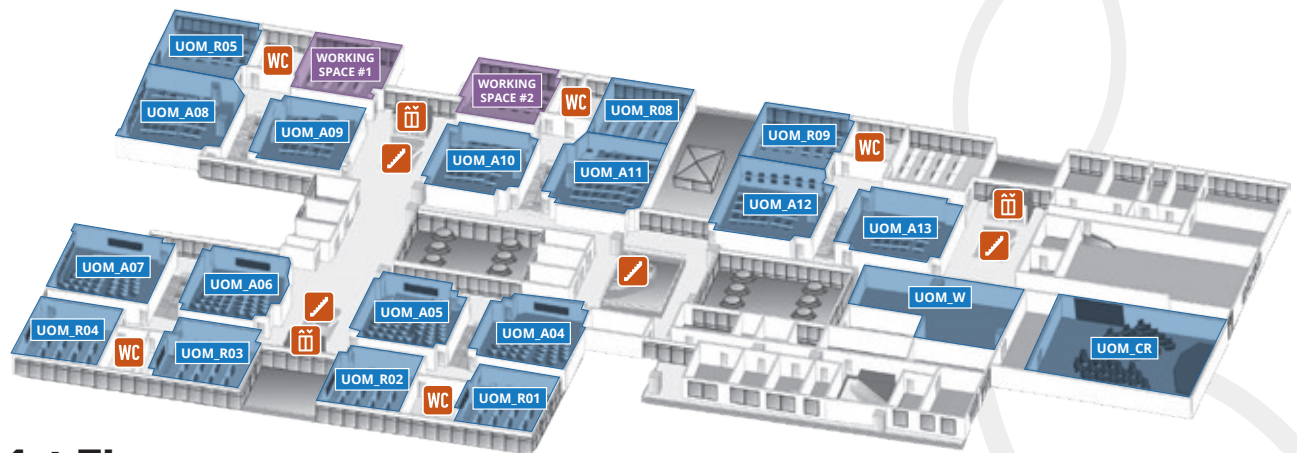 UOM_R05
WC
WORKING
SPACE #1
WORKING
SPACE #2
WC
UOM_R08
UOM_A08
UOM_A09
UOM_A10
UOM_A11
UOM_R09
WC
UOM_A12
UOM_A13
UOM_A07
UOM_A06
UOM_A05
UOM_A04
UOM_W
UOM_CR
UOM_R04
WC
UOM_R03
UOM_R02
WC
UOM_R01